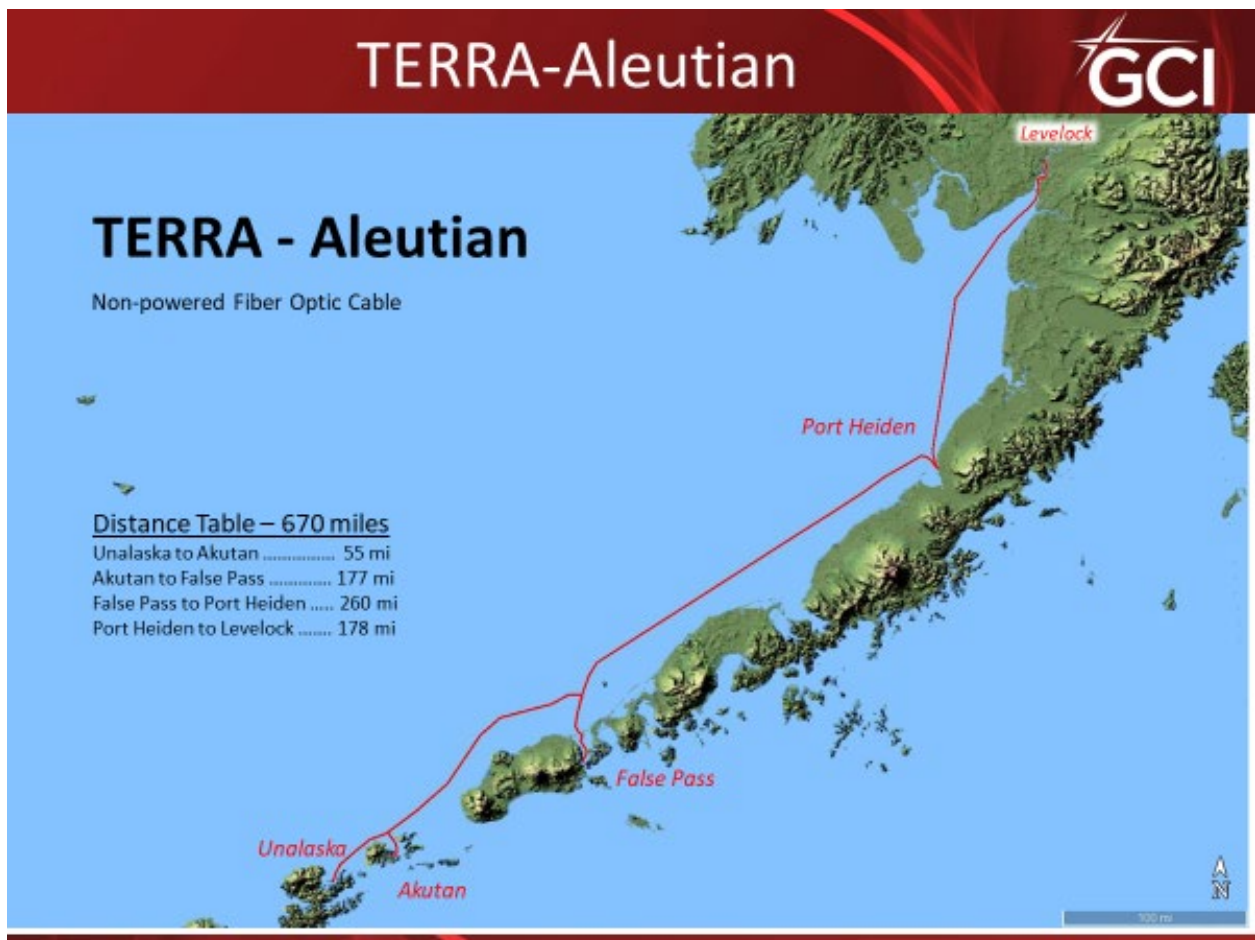 TERRA-Aleutian
GCI
Levelock
TERRA - Aleutian
Non-powered Fiber Optic Cable
Port Heiden
Distance Table – 670 miles
Unalaska to Akutan ................. 55 mi
Akutan to False Pass .............. 177 mi
False Pass to Port Heiden ..... 260 mi
Port Heiden to Levelock ........ 178 mi
False Pass
Unalaska
Akutan
N
100 mi